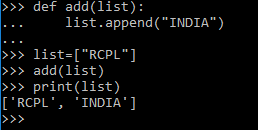 >>> def add(list):
...     list.append("INDIA")
...
>>> list=["RCPL"]
>>> add(list)
>>> print(list)
['RCPL', 'INDIA']
>>>